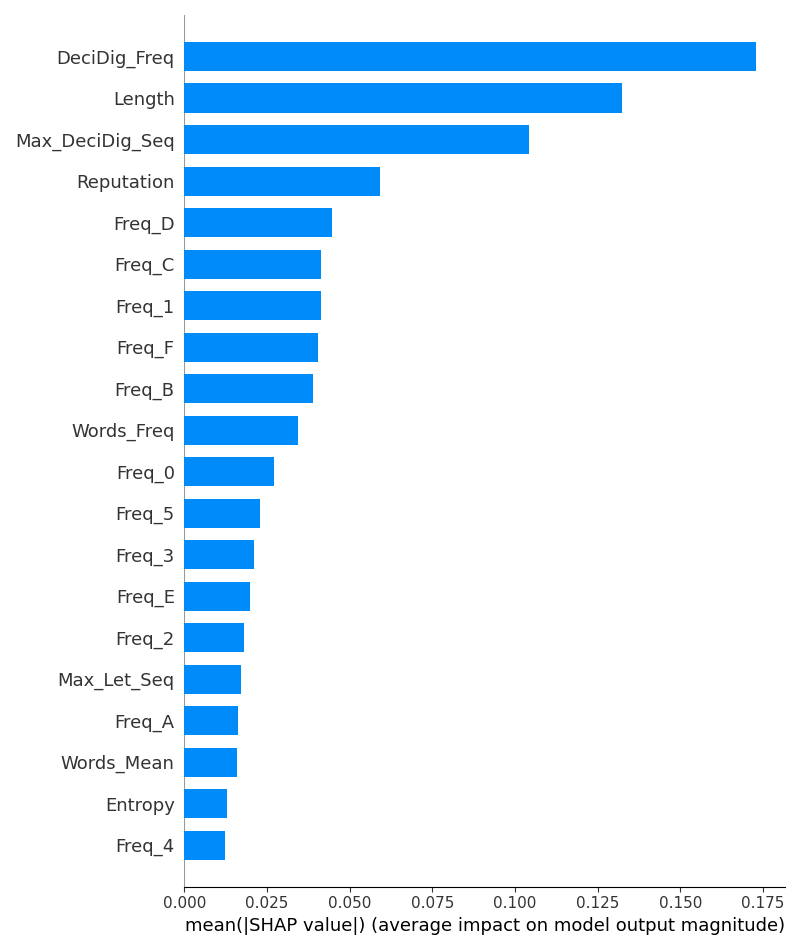 DeciDig_Freq
Length
Max_DeciDig_Seq
Reputation
Freq_D
Freq_C
Freq_1
Freq_F
Freq_B
Words_Freq
Freq_0
Freq_5
Freq_3
Freq_E
Freq_2
Max_Let_Seq
Freq_A
Words_Mean
Entropy
Freq_4
0.000 0.025 0.050 0.075 0.100 0.125 0.150 0.175
mean(|SHAP value|) (average impact on model output magnitude)